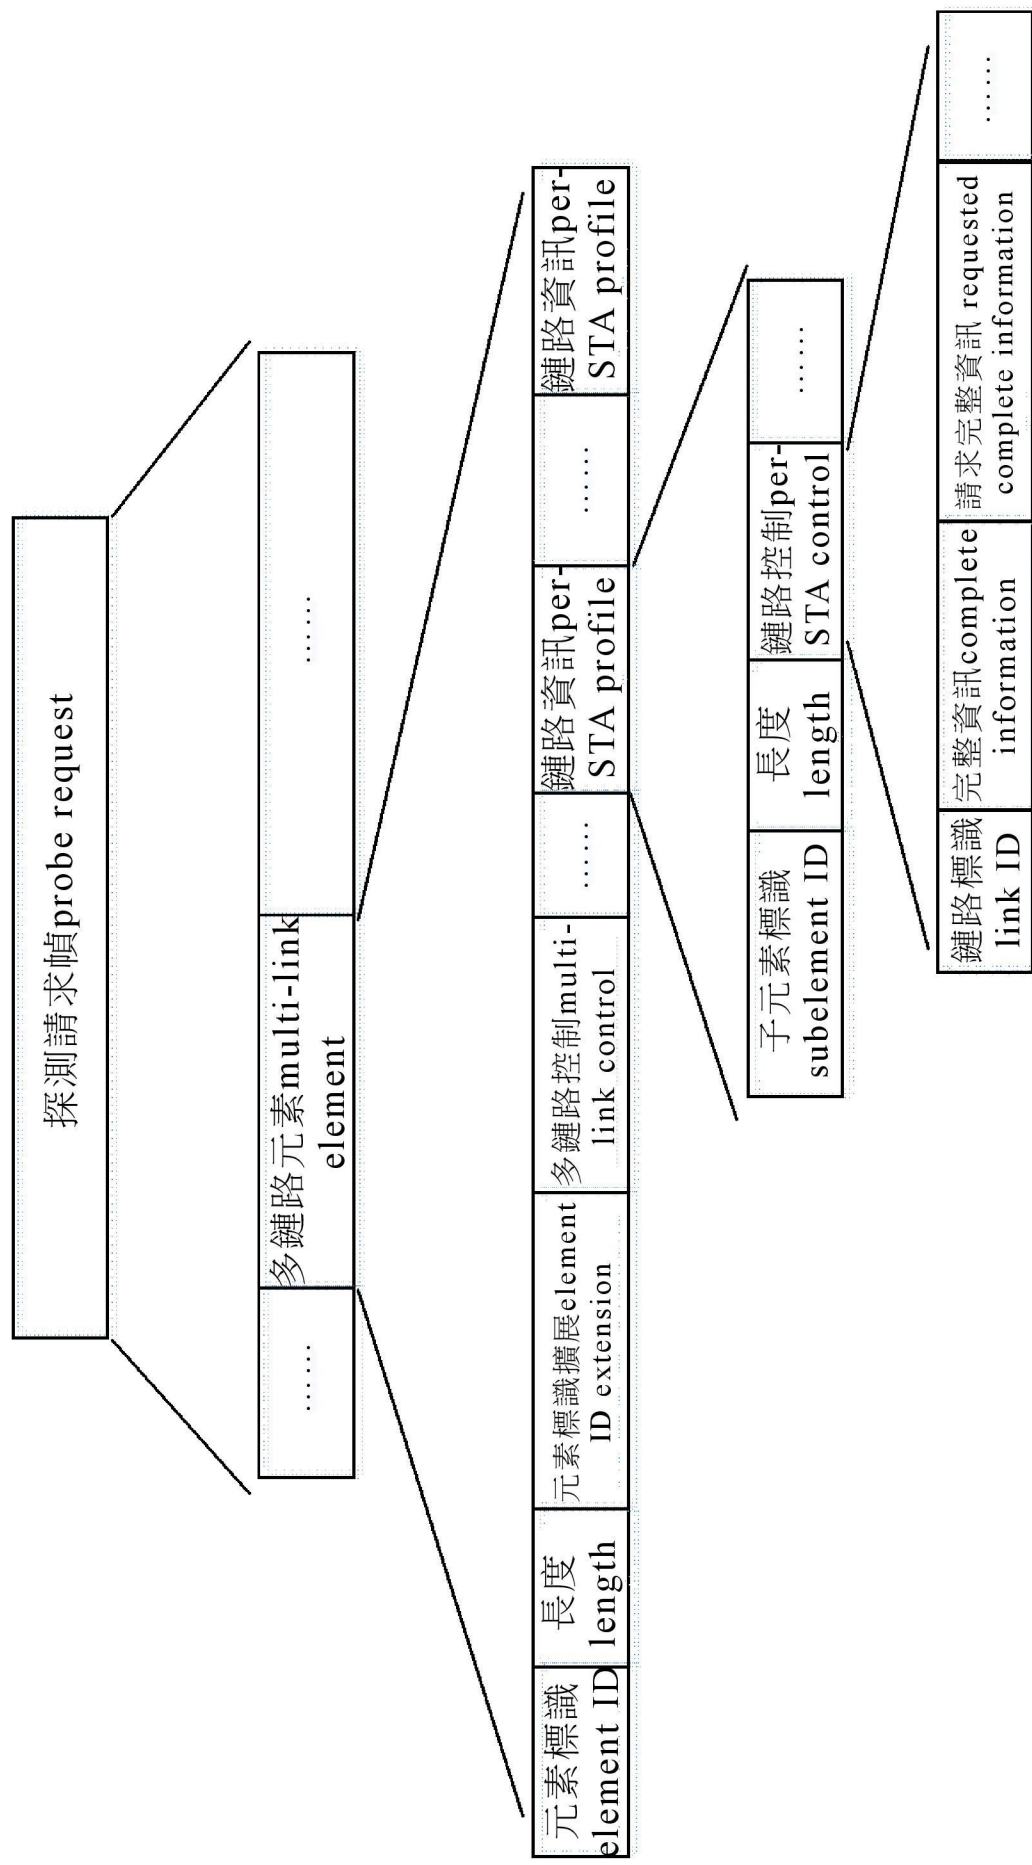 探測請求幀probe request
……
多鏈路元素multi-link
element
……
元素標識
element ID
長度
length
元素標識擴展element
ID extension
多鏈路控制multi-
link control
……
鏈路資訊per-
STA profile
……
鏈路資訊per-
STA profile
子元素標識
subelement ID
長度
length
鏈路控制per-
STA control
……
鏈路標識
link ID
完整資訊complete
information
請求完整資訊 requested
complete information
……